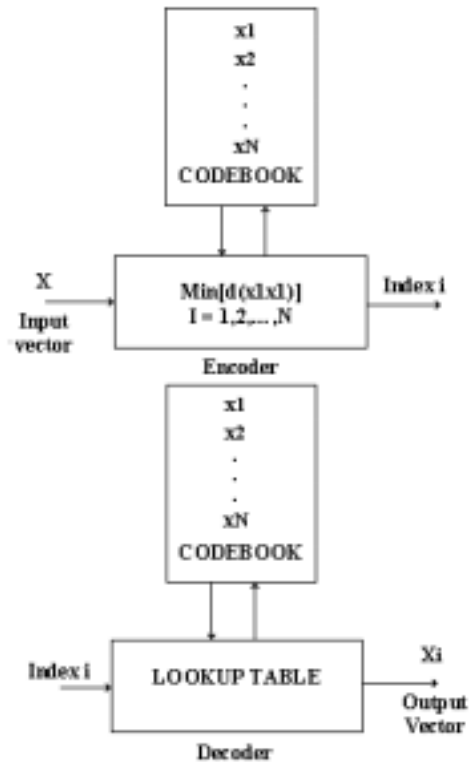 x1
x2
.
.
.
xN
CODEBOOK
X
Input
vector
Min[d(x1x1)]
I = 1,2,...,N
Index i
Encoder
x1
x2
.
.
.
xN
CODEBOOK
Index i
LOOKUP TABLE
Xi
Output
Vector
Decoder